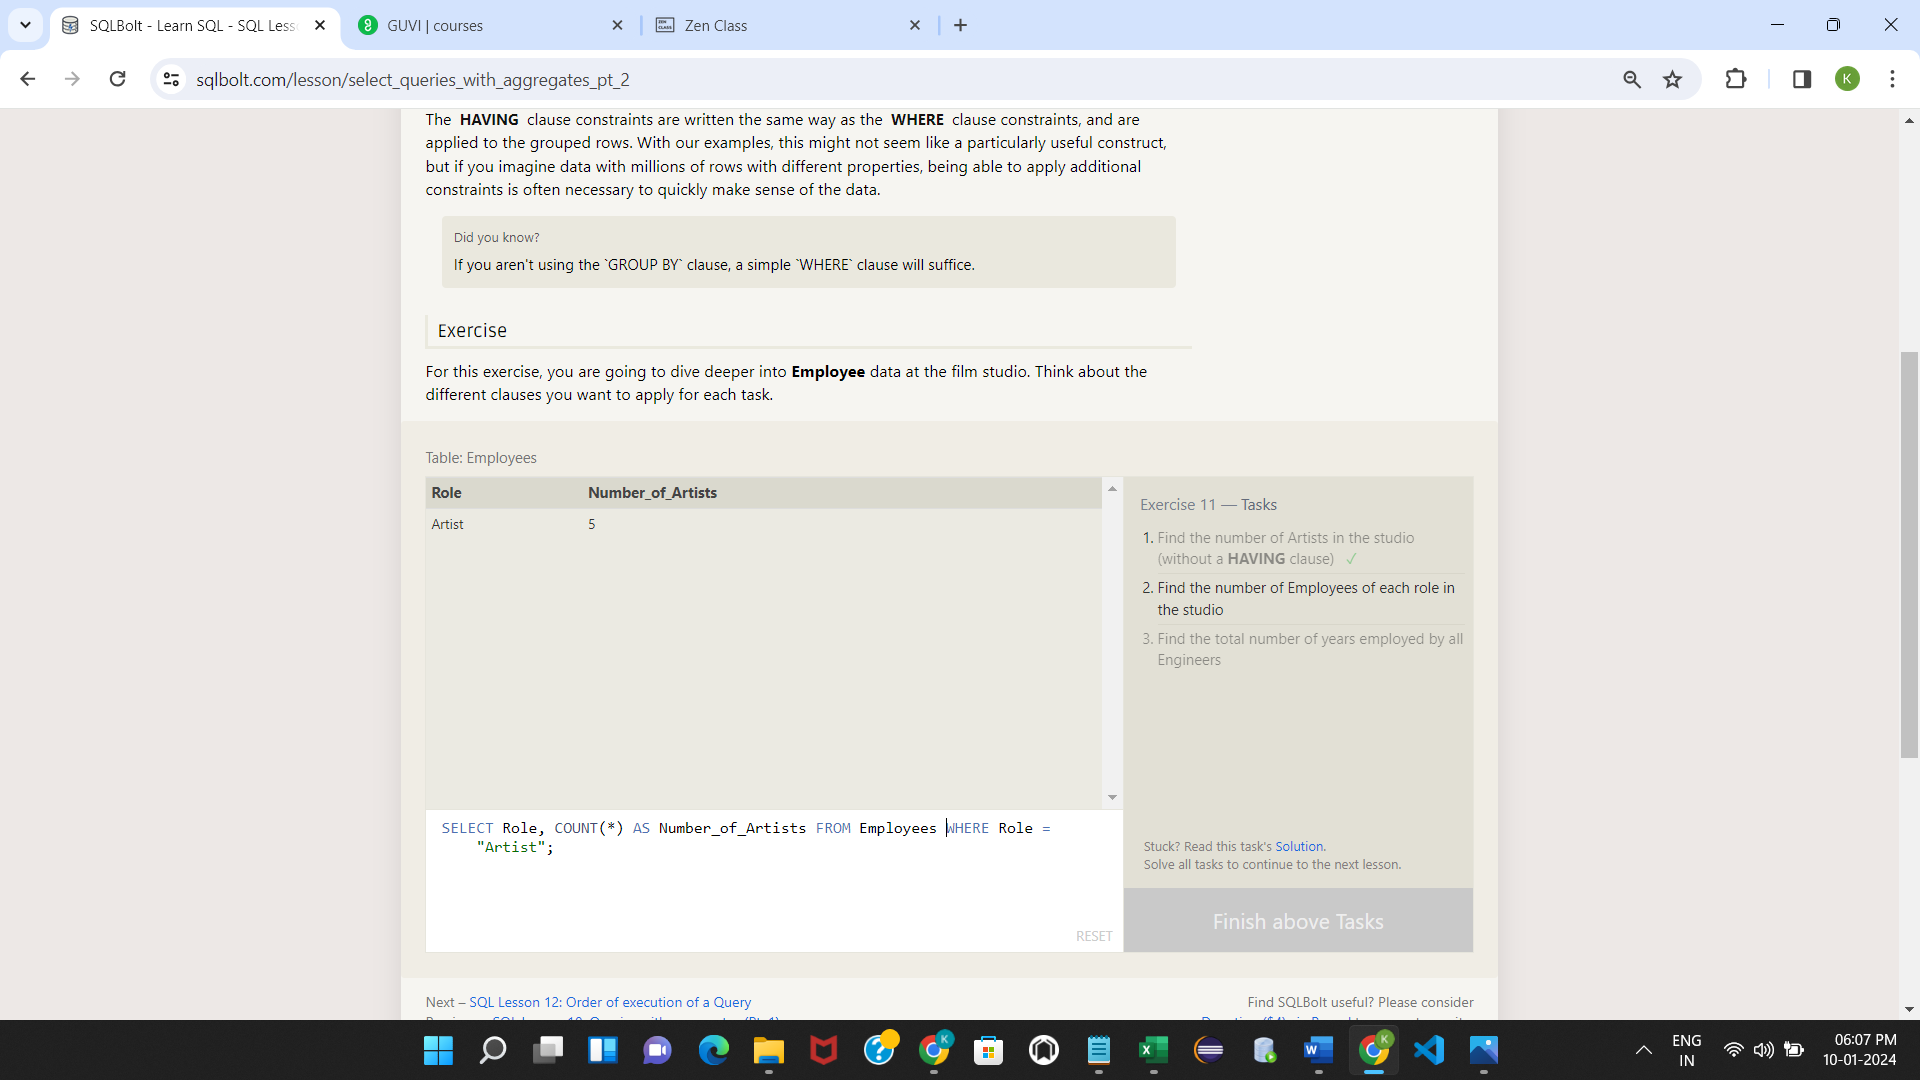 SQLBolt - Learn SQL - SQL Less
GUVI | courses
Zen Class
sqlbolt.com/lesson/select_queries_with_aggregates_pt_2
K
The HAVING clause constraints are written the same way as the WHERE clause constraints, and are
applied to the grouped rows. With our examples, this might not seem like a particularly useful construct,
but if you imagine data with millions of rows with different properties, being able to apply additional
constraints is often necessary to quickly make sense of the data.
Did you know?
If you aren't using the `GROUP BY` clause, a simple `WHERE` clause will suffice.
Exercise
For this exercise, you are going to dive deeper into Employee data at the film studio. Think about the
different clauses you want to apply for each task.
Table: Employees
Role Number_of_Artists
Artist 5
SELECT Role, COUNT(*) AS Number_of_Artists FROM Employees WHERE Role =
"Artist";
RESET
Exercise 11 — Tasks
1. Find the number of Artists in the studio
(without a HAVING clause) ✓
2. Find the number of Employees of each role in
the studio
3. Find the total number of years employed by all
Engineers
Stuck? Read this task's Solution.
Solve all tasks to continue to the next lesson.
Finish above Tasks
Next – SQL Lesson 12: Order of execution of a Query
Find SQLBolt useful? Please consider
ENG
IN
06:07 PM
10-01-2024